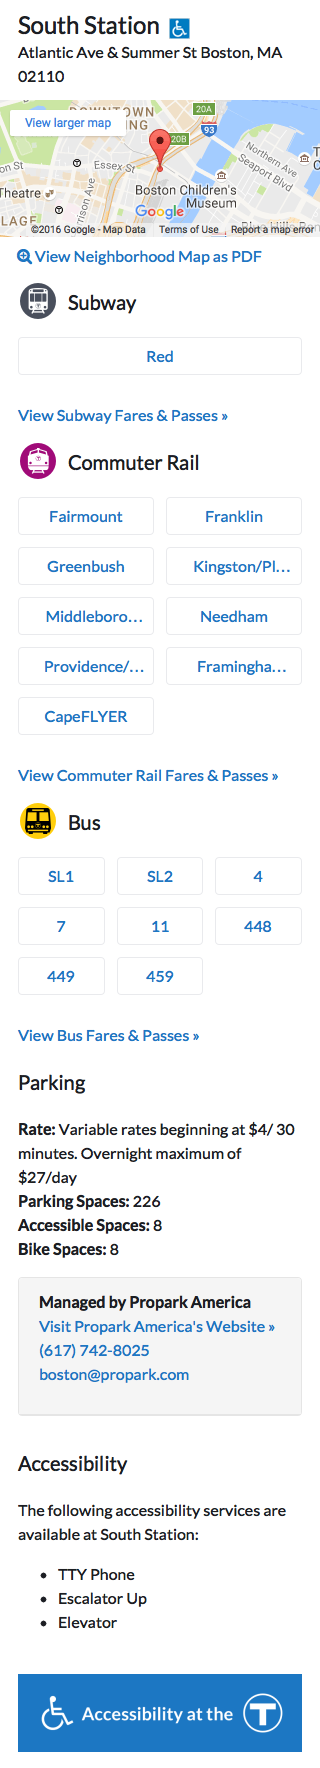 South Station
Atlantic Ave & Summer St Boston, MA
02110
View larger map
DOWNTOWN
20A
93
20B
Essex St
Northern Ave
Seaport Blvd
Theatre
Boston Children's
Museum
Google
©2016 Google - Map Data
Terms of Use
Report a map error
View Neighborhood Map as PDF
Subway
Red
View Subway Fares & Passes »
Commuter Rail
Fairmount
Franklin
Greenbush
Kingston/Pl…
Middleboro…
Needham
Providence/…
Framingha…
CapeFLYER
View Commuter Rail Fares & Passes »
Bus
SL1
SL2
4
7
11
448
449
459
View Bus Fares & Passes »
Parking
Rate: Variable rates beginning at $4/ 30
minutes. Overnight maximum of
$27/day
Parking Spaces: 226
Accessible Spaces: 8
Bike Spaces: 8
Managed by Propark America
Visit Propark America's Website »
(617) 742-8025
boston@propark.com
Accessibility
The following accessibility services are
available at South Station:
• TTY Phone
• Escalator Up
• Elevator
Accessibility at the T